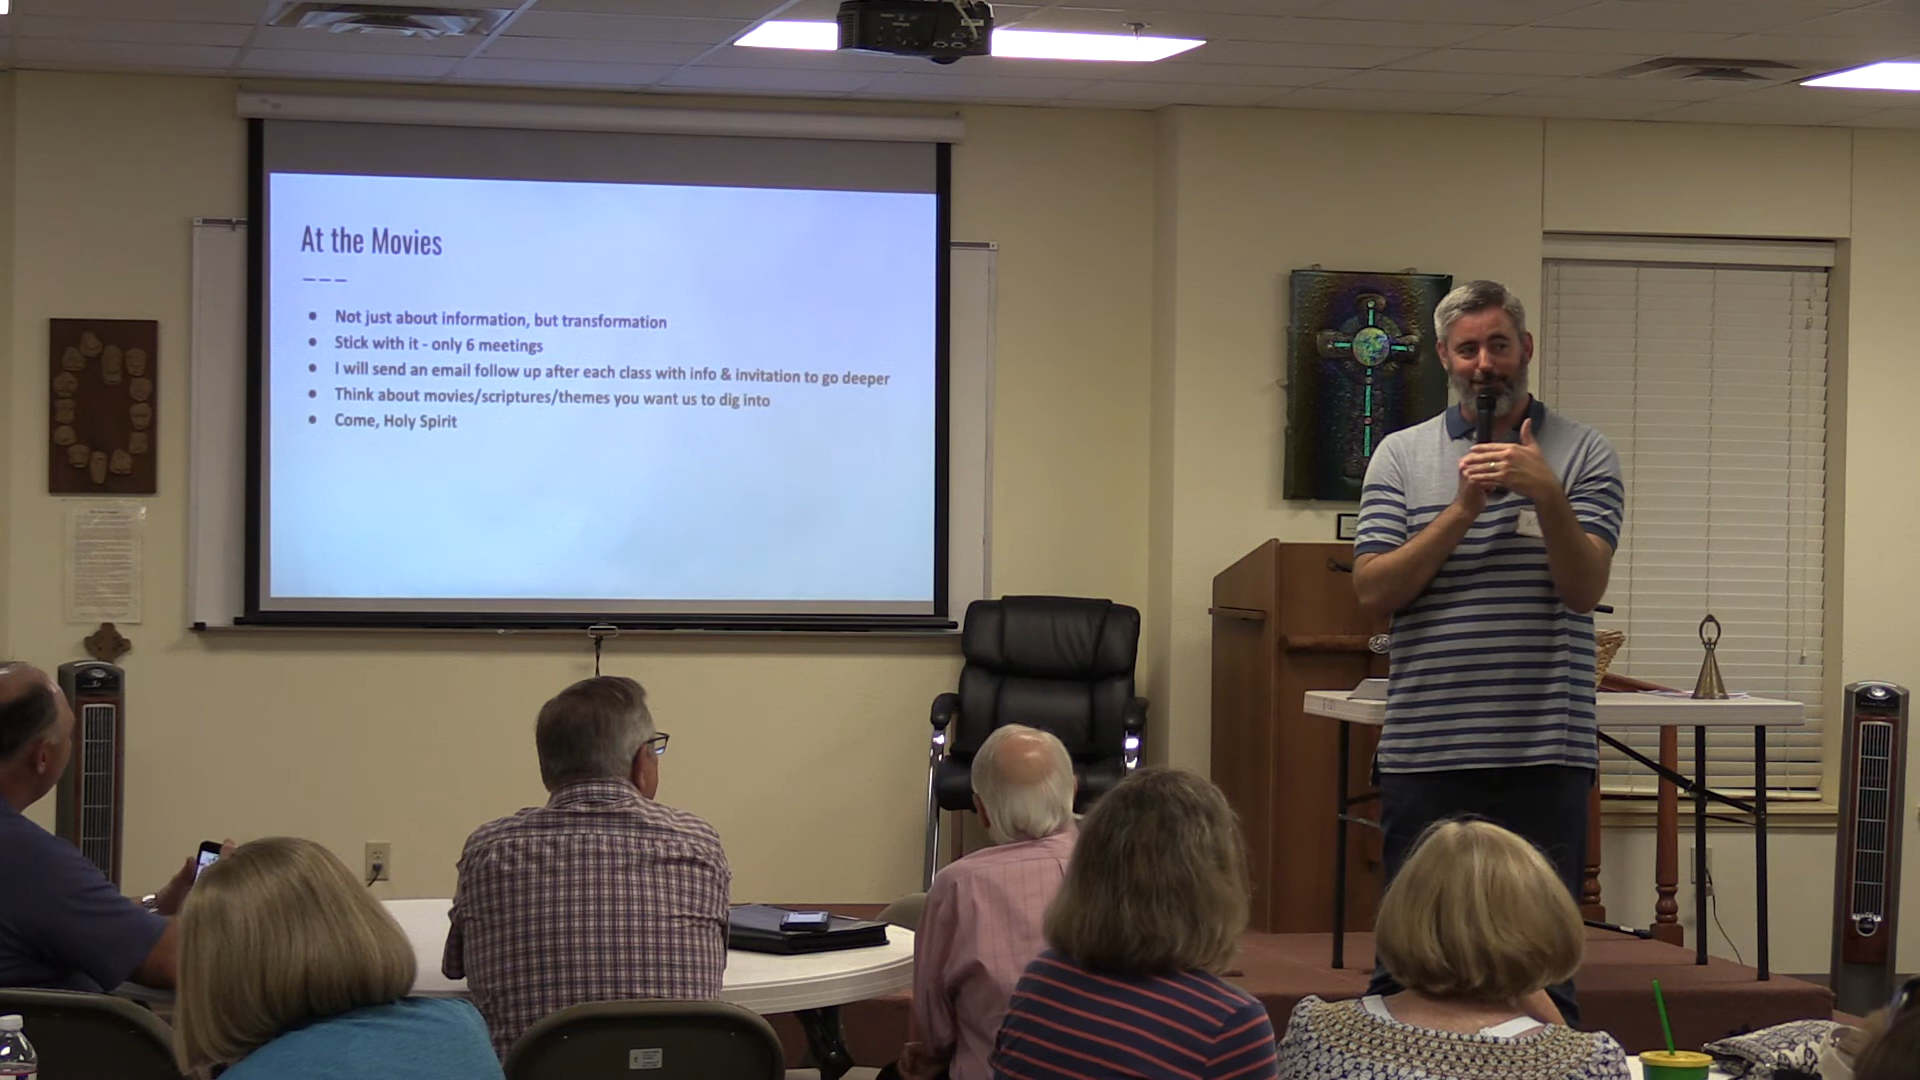 At the Movies
Not just about information, but transformation
Stick with it - only 6 meetings
I will send an email follow up after each class with info & invitation to go deeper
Think about movies/scriptures/themes you want us to dig into
Come, Holy Spirit